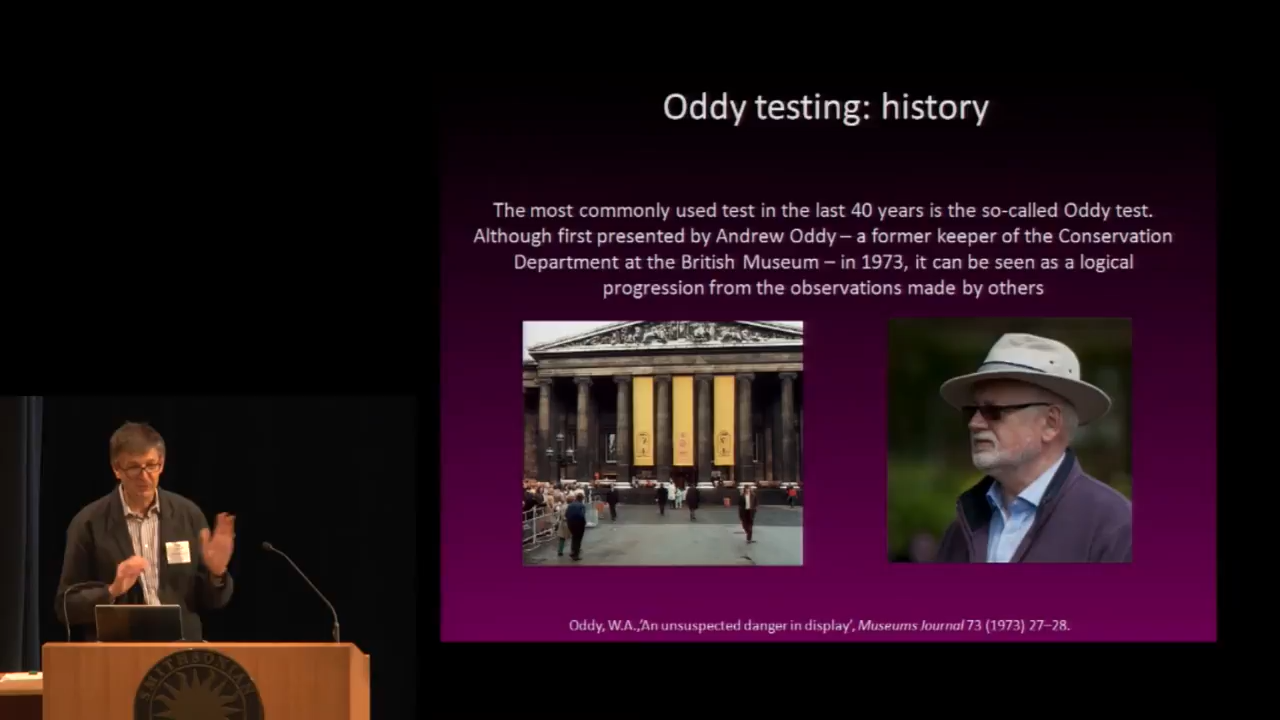 Oddy testing: history
The most commonly used test in the last 40 years is the so-called Oddy test.
Although first presented by Andrew Oddy – a former keeper of the Conservation
Department at the British Museum – in 1973, it can be seen as a logical
progression from the observations made by others
Oddy, W.A.,‘An unsuspected danger in display’, Museums Journal 73 (1973) 27–28.
SMITHSONIAN